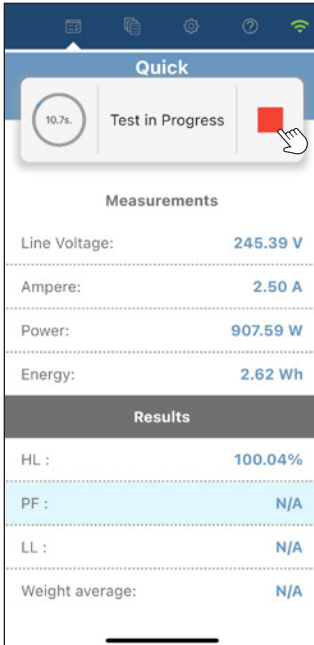 Quick
10.7s.
Test in Progress
Measurements
Line Voltage: 245.39 V
Ampere: 2.50 A
Power: 907.59 W
Energy: 2.62 Wh
Results
HL : 100.04%
PF : N/A
LL : N/A
Weight average: N/A